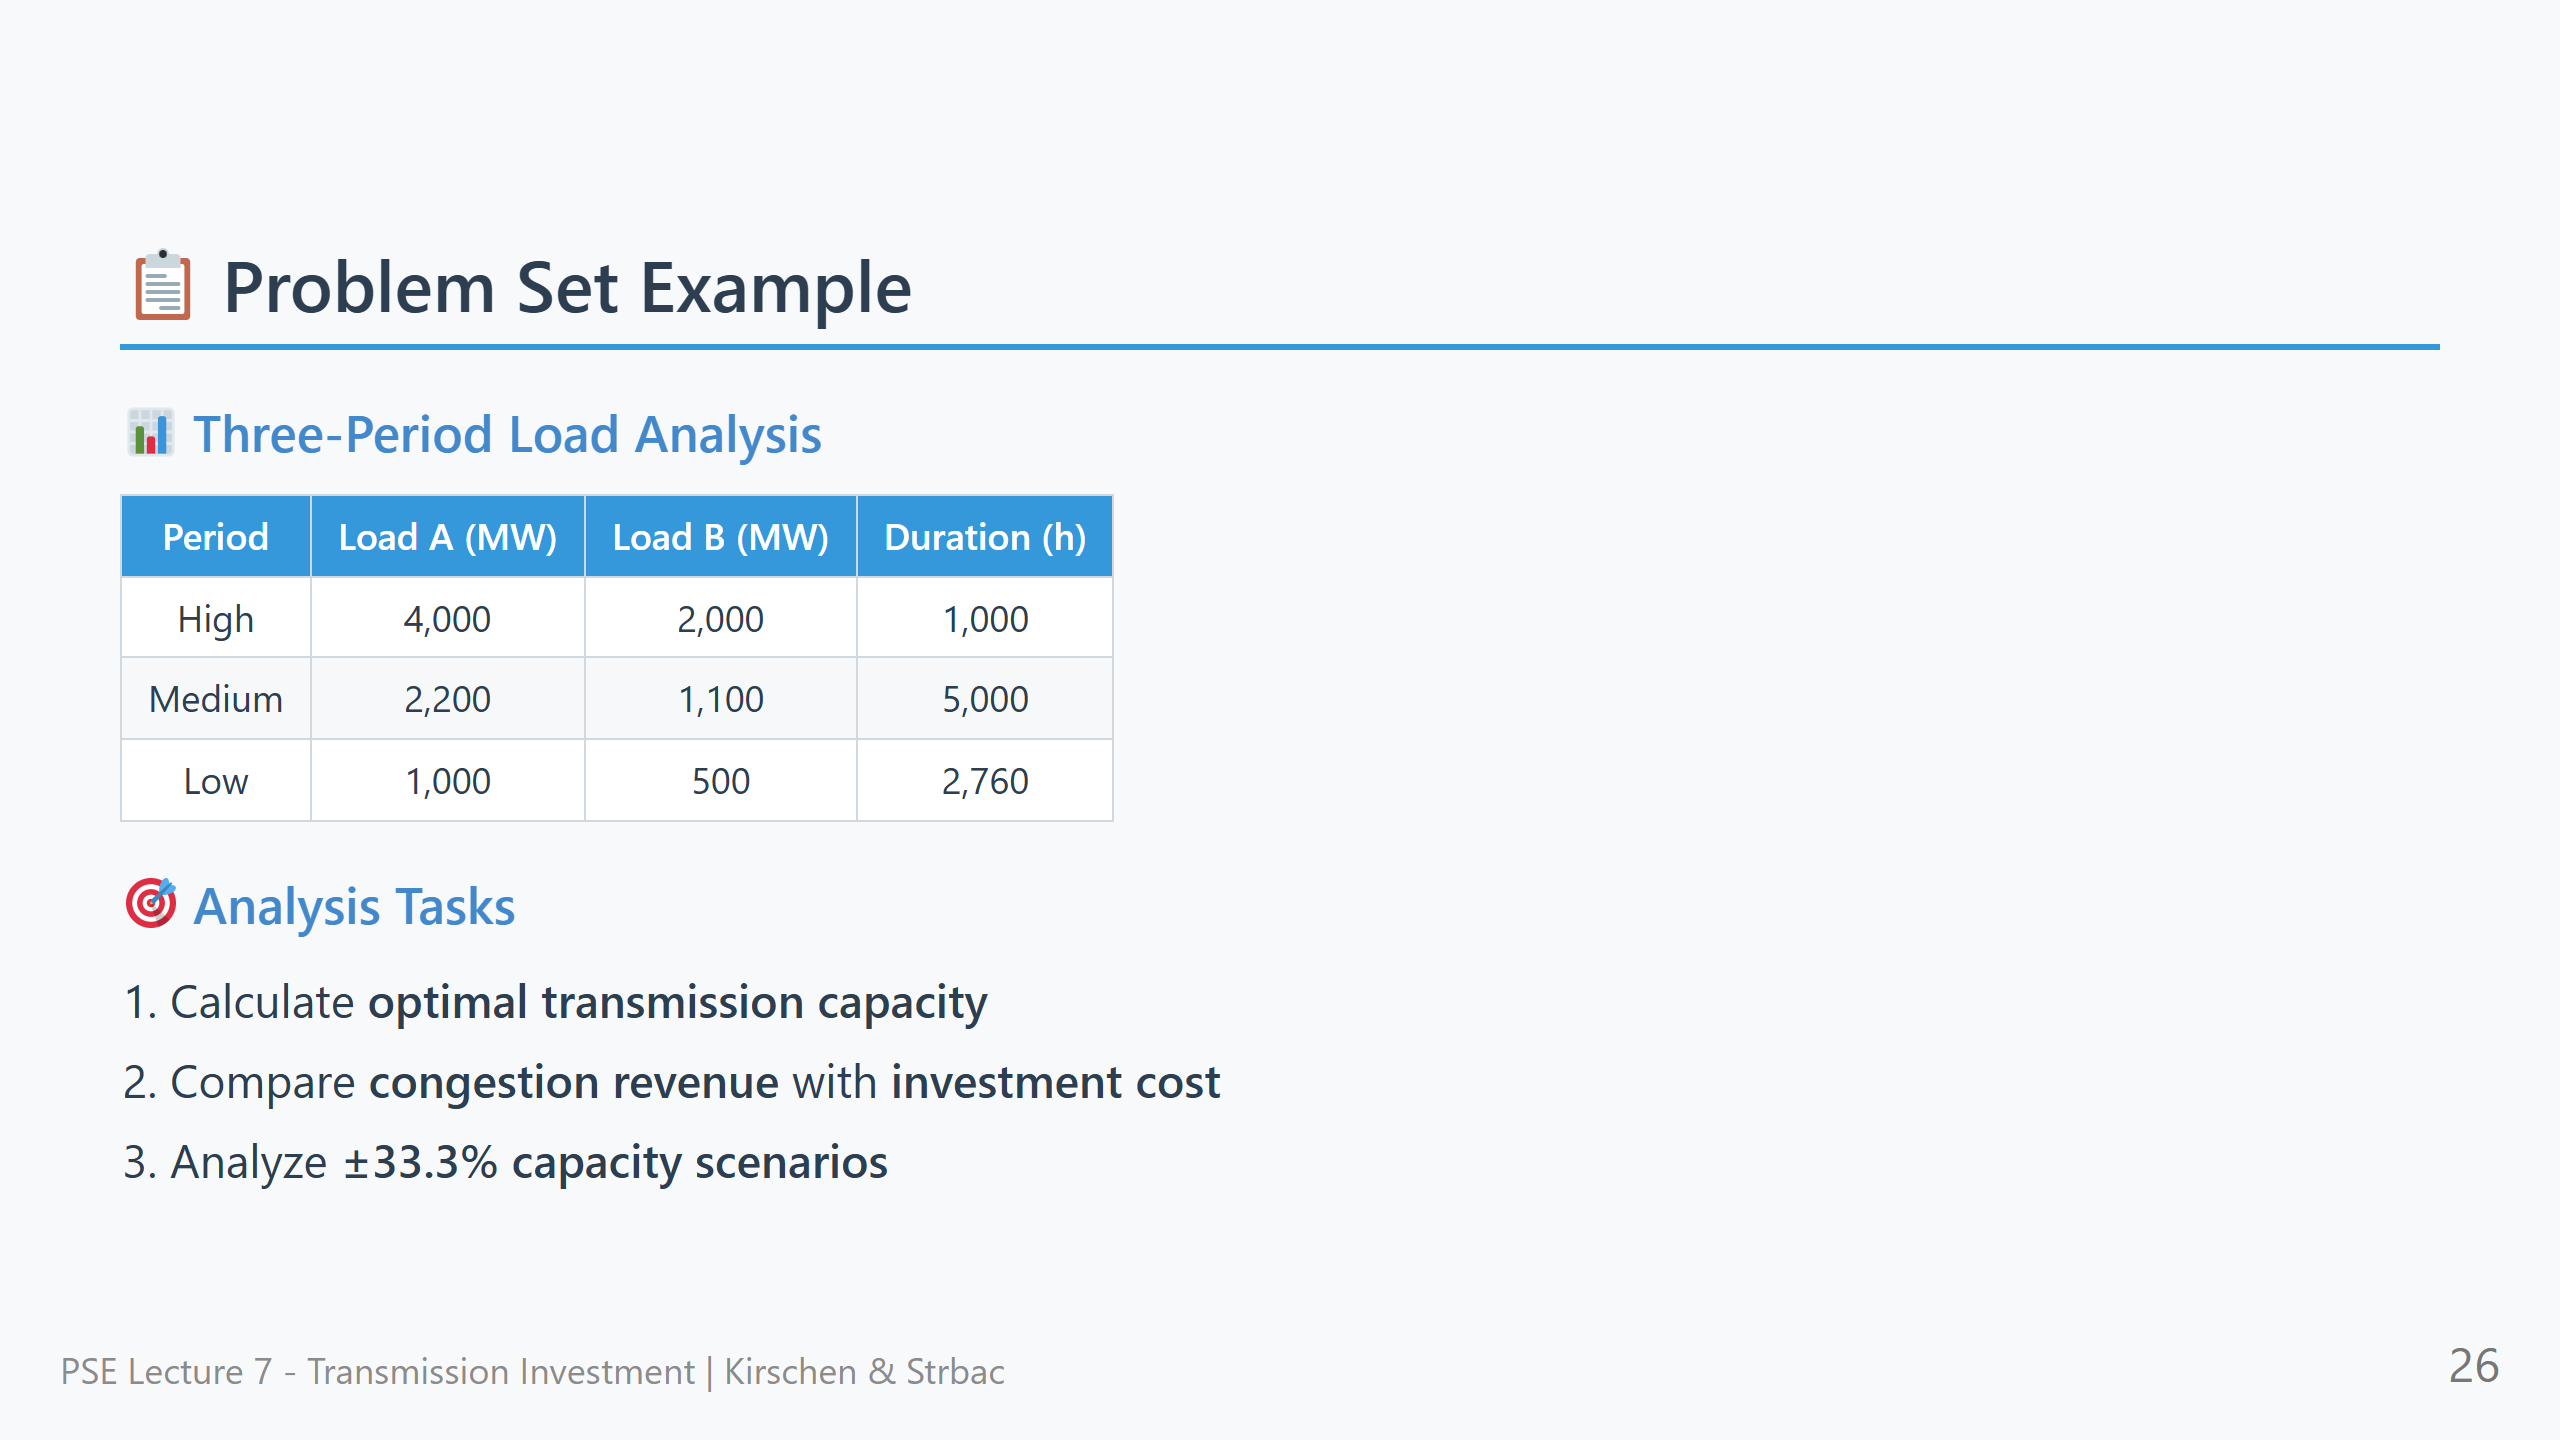 Problem Set Example
Three-Period Load Analysis
Period Load A (MW) Load B (MW) Duration (h)
High 4,000 2,000 1,000
Medium 2,200 1,100 5,000
Low 1,000 500 2,760
Analysis Tasks
1. Calculate optimal transmission capacity
2. Compare congestion revenue with investment cost
3. Analyze ±33.3% capacity scenarios
PSE Lecture 7 - Transmission Investment | Kirschen & Strbac
26